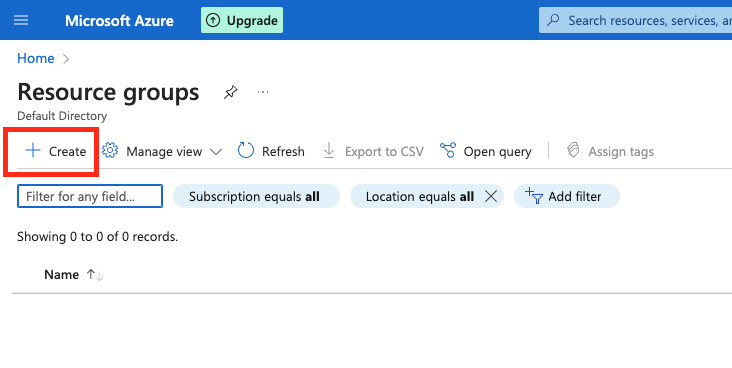 Microsoft Azure Upgrade Search resources, services, an
Home
Resource groups ...
Default Directory
Create Manage view Refresh Export to CSV Open query Assign tags
Filter for any field... Subscription equals all Location equals all Add filter
Showing 0 to 0 of 0 records.
Name